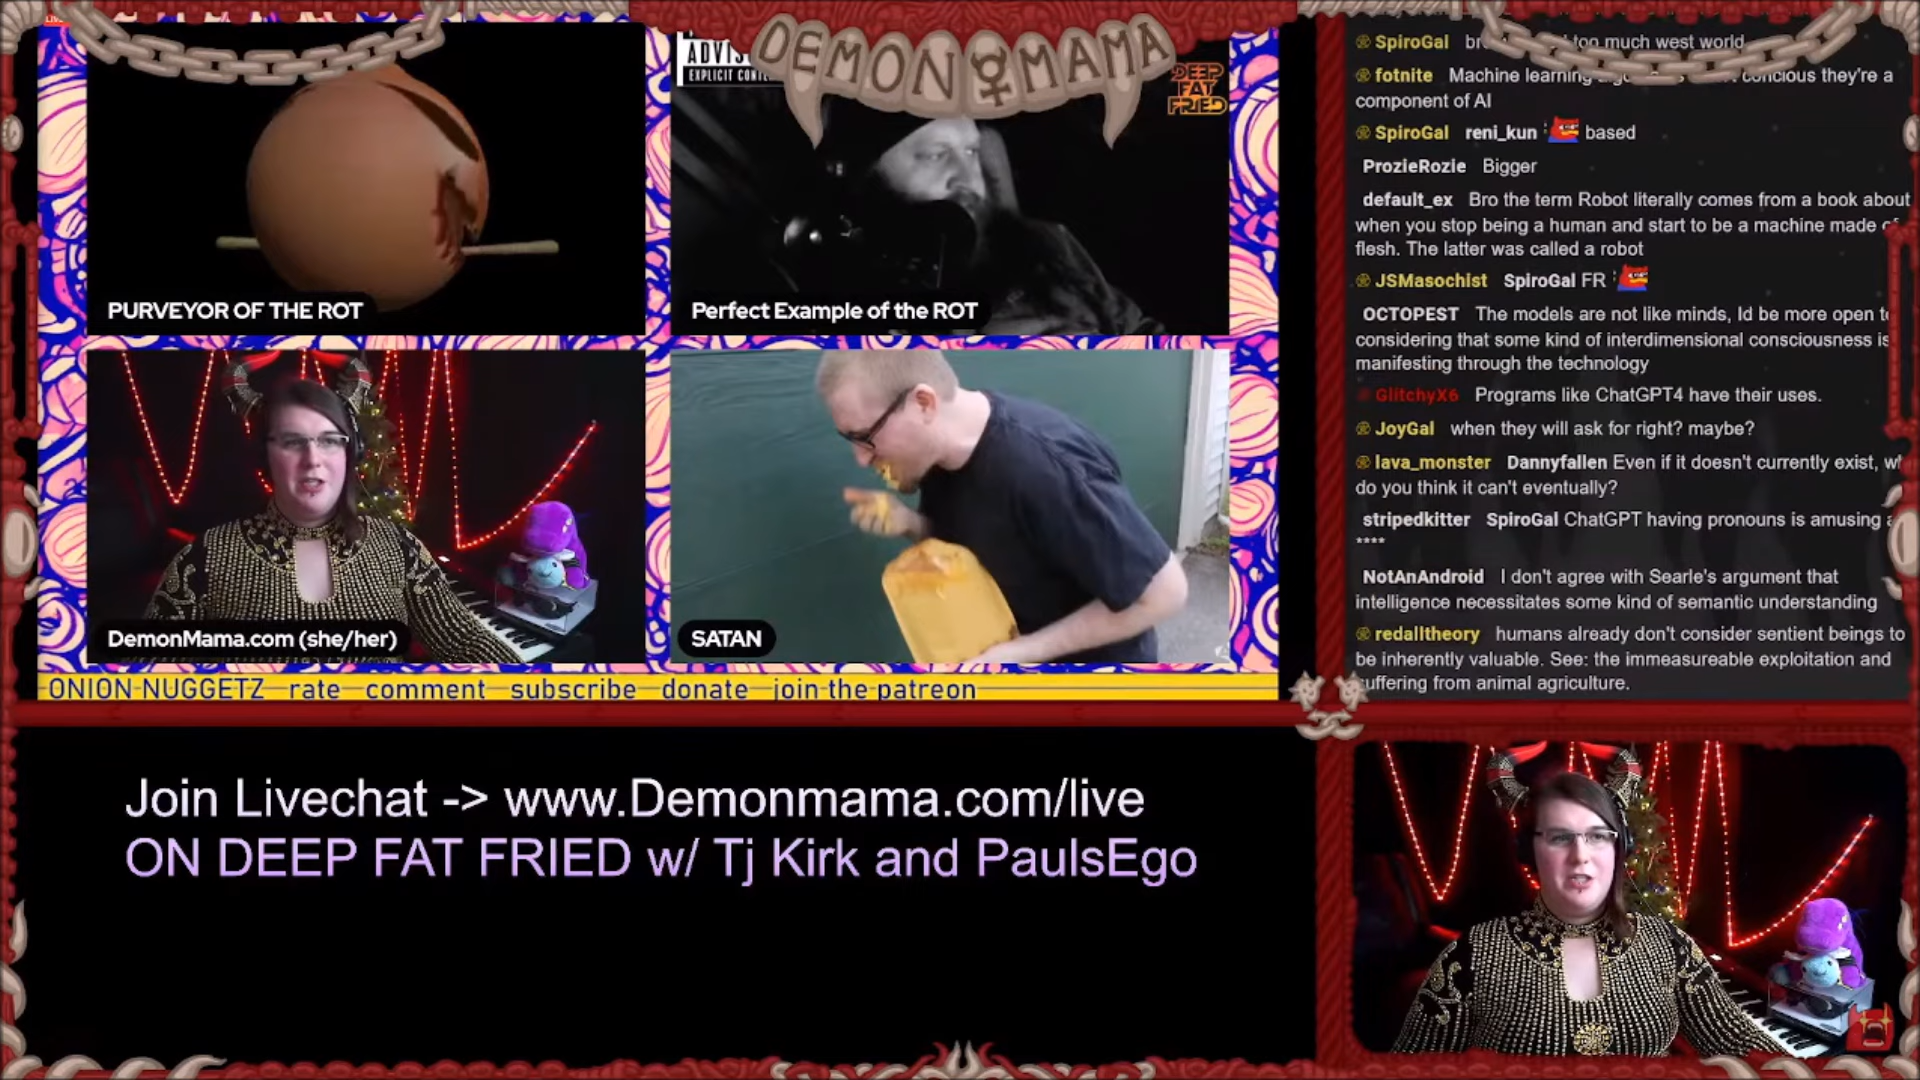 LIVE
DEMON MAMA
ADVIS
EXPLICIT CONTE
DEEP
FAT
FRIED
PURVEYOR OF THE ROT
Perfect Example of the ROT
DemonMama.com (she/her)
SATAN
ONION NUGGETZ rate comment subscribe donate join the patreon
SpiroGal too much west world
fotnite Machine learning they're a
component of AI
SpiroGal reni_kun based
ProzieRozie Bigger
default_ex Bro the term Robot literally comes from a book about
when you stop being a human and start to be a machine made of
flesh. The latter was called a robot
JSMasochist SpiroGal FR
OCTOPEST The models are not like minds, Id be more open to
considering that some kind of interdimensional consciousness is
manifesting through the technology
GlitchyX6 Programs like ChatGPT4 have their uses.
JoyGal when they will ask for right? maybe?
lava_monster Dannyfallen Even if it doesn't currently exist,
do you think it can't eventually?
stripedkitter SpiroGal ChatGPT having pronouns is amusing
****
NotAnAndroid I don't agree with Searle's argument that
intelligence necessitates some kind of semantic understanding
redalltheory humans already don't consider sentient beings to
be inherently valuable. See: the immeasureable exploitation and
suffering from animal agriculture.
Join Livechat -> www.Demonmama.com/live
ON DEEP FAT FRIED w/ Tj Kirk and PaulsEgo